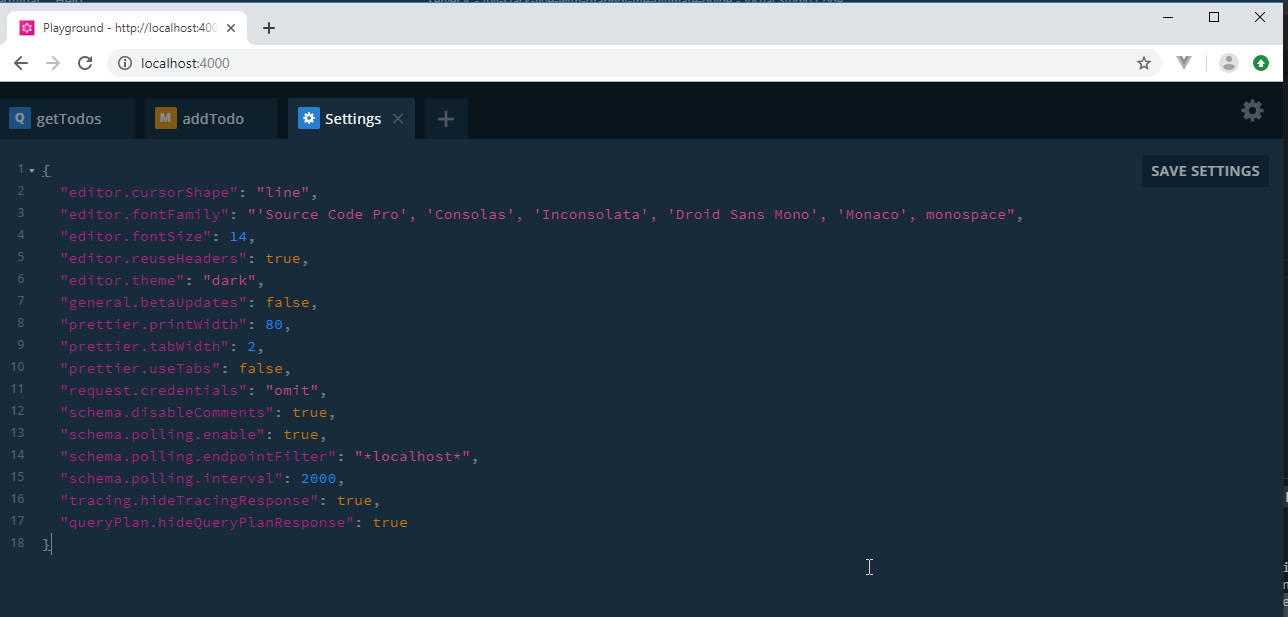 Playground - http://localhost:400
localhost:4000
Q getTodos
M addTodo
Settings
SAVE SETTINGS
1 {
2 "editor.cursorShape": "line",
3 "editor.fontFamily": "'Source Code Pro', 'Consolas', 'Inconsolata', 'Droid Sans Mono', 'Monaco', monospace",
4 "editor.fontSize": 14,
5 "editor.reuseHeaders": true,
6 "editor.theme": "dark",
7 "general.betaUpdates": false,
8 "prettier.printWidth": 80,
9 "prettier.tabWidth": 2,
10 "prettier.useTabs": false,
11 "request.credentials": "omit",
12 "schema.disableComments": true,
13 "schema.polling.enable": true,
14 "schema.polling.endpointFilter": "*localhost*",
15 "schema.polling.interval": 2000,
16 "tracing.hideTracingResponse": true,
17 "queryPlan.hideQueryPlanResponse": true
18 }